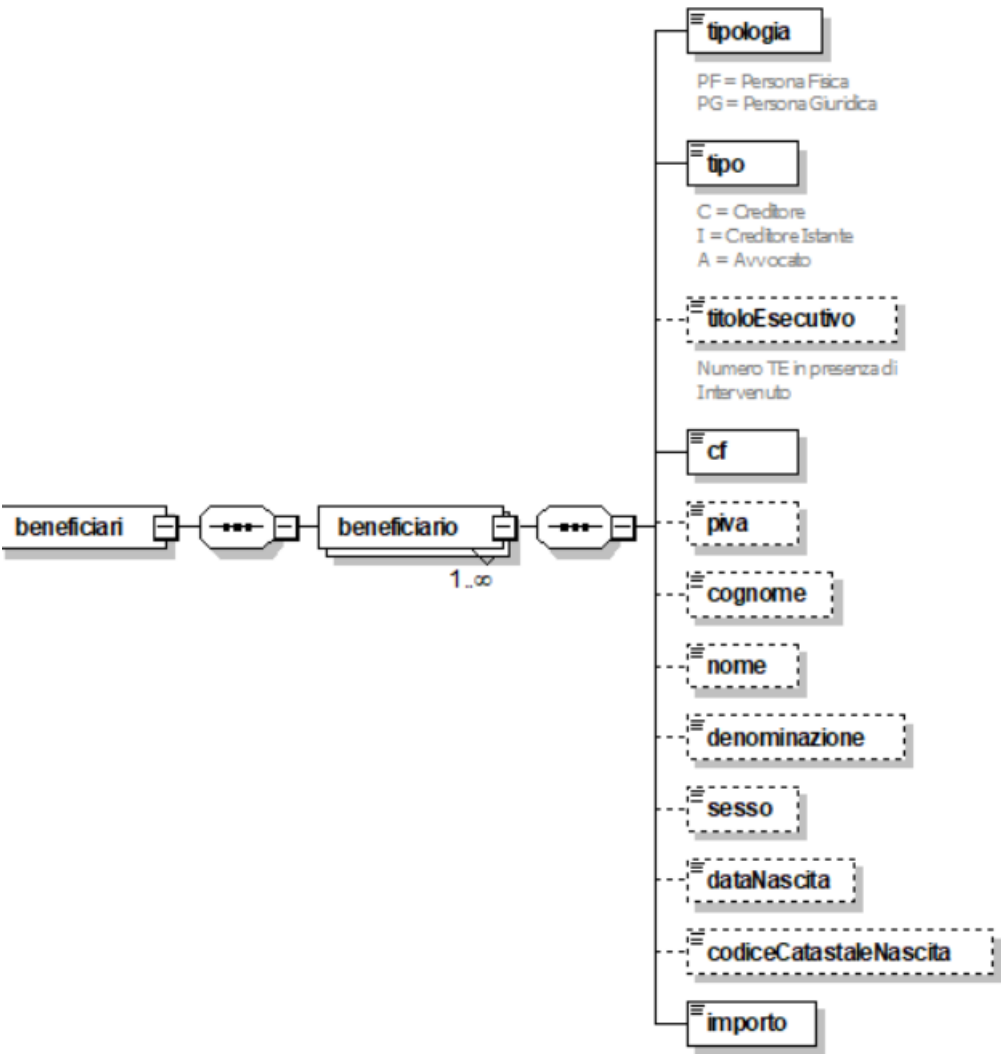 tipologia
PF = Persona Fisica
PG = Persona Giuridica
tipo
C = Creditore
I = Creditore Istante
A = Avvocato
titoloEsecutivo
Numero TE in presenza di
Intervenuto
cf
beneficiari
beneficiario
1..∞
piva
cognome
nome
denominazione
sesso
dataNascita
codiceCatastaleNascita
importo